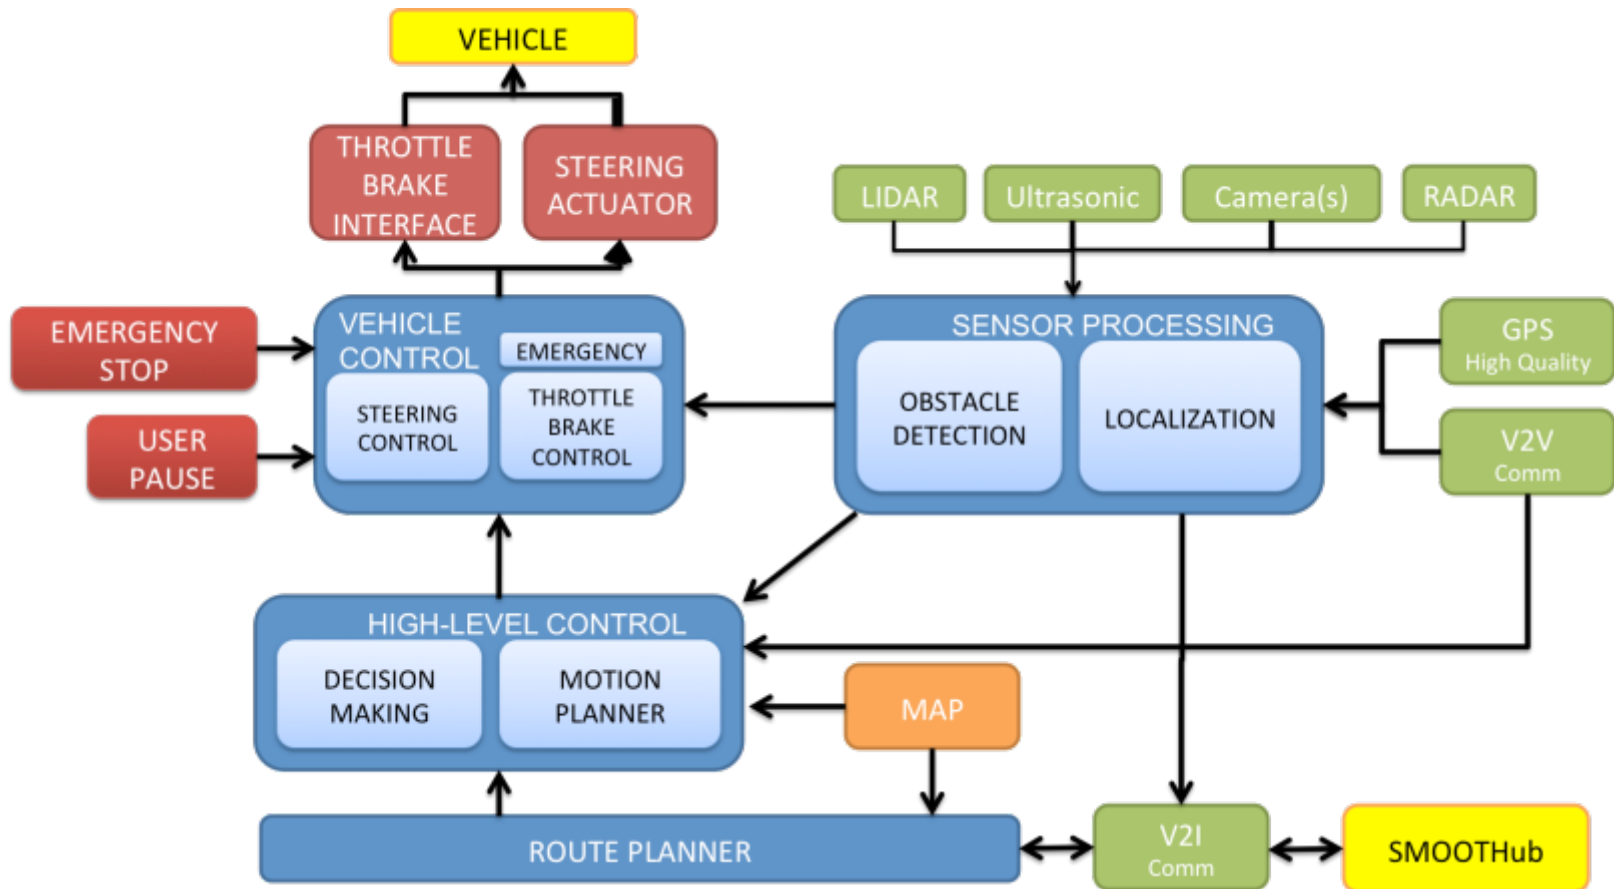 VEHICLE
THROTTLE
BRAKE
INTERFACE
STEERING
ACTUATOR
LIDAR
Ultrasonic
Camera(s)
RADAR
EMERGENCY
STOP
USER
PAUSE
VEHICLE
CONTROL
EMERGENCY
STEERING
CONTROL
THROTTLE
BRAKE
CONTROL
SENSOR PROCESSING
OBSTACLE
DETECTION
LOCALIZATION
GPS
High Quality
V2V
Comm
HIGH-LEVEL CONTROL
DECISION
MAKING
MOTION
PLANNER
MAP
ROUTE PLANNER
V2I
Comm
SMOOTHub